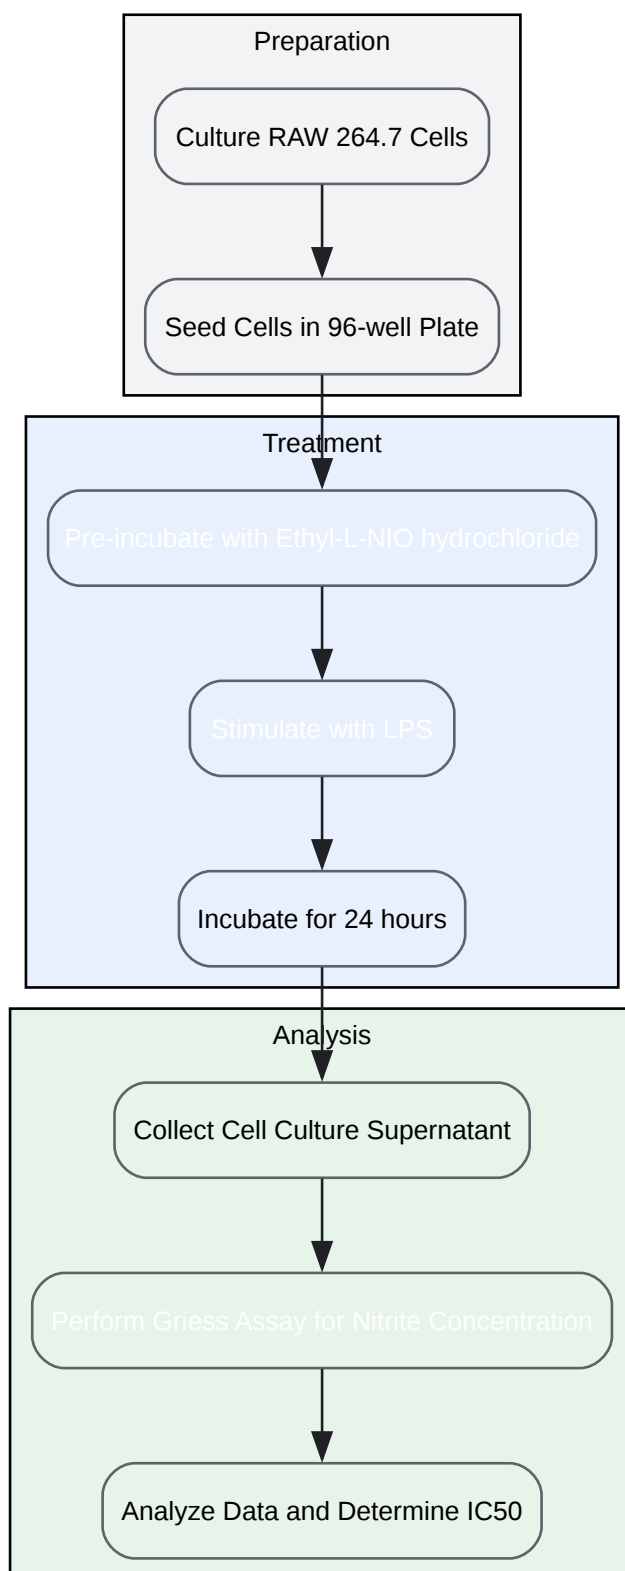 Preparation
Culture RAW 264.7 Cells
Seed Cells in 96-well Plate
Treatment
Pre-incubate with Ethyl-L-NIO hydrochloride
Stimulate with LPS
Incubate for 24 hours
Analysis
Collect Cell Culture Supernatant
Perform Griess Assay for Nitrite Concentration
Analyze Data and Determine IC50